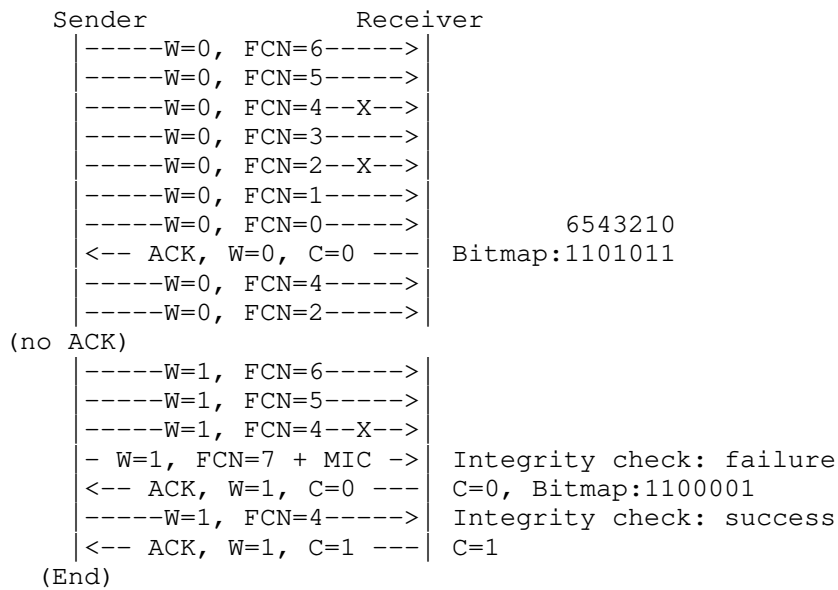 Sender               Receiver
|-----W=0, FCN=6----->|
|-----W=0, FCN=5----->|
|-----W=0, FCN=4--X-->|
|-----W=0, FCN=3----->|
|-----W=0, FCN=2--X-->|
|-----W=0, FCN=1----->|
|-----W=0, FCN=0----->|        6543210
|<-- ACK, W=0, C=0 ---| Bitmap:1101011
|-----W=0, FCN=4----->|
|-----W=0, FCN=2----->|
(no ACK)
|-----W=1, FCN=6----->|
|-----W=1, FCN=5----->|
|-----W=1, FCN=4--X-->|
|- W=1, FCN=7 + MIC ->| Integrity check: failure
|<-- ACK, W=1, C=0 ---| C=0, Bitmap:1100001
|-----W=1, FCN=4----->| Integrity check: success
|<-- ACK, W=1, C=1 ---| C=1
(End)